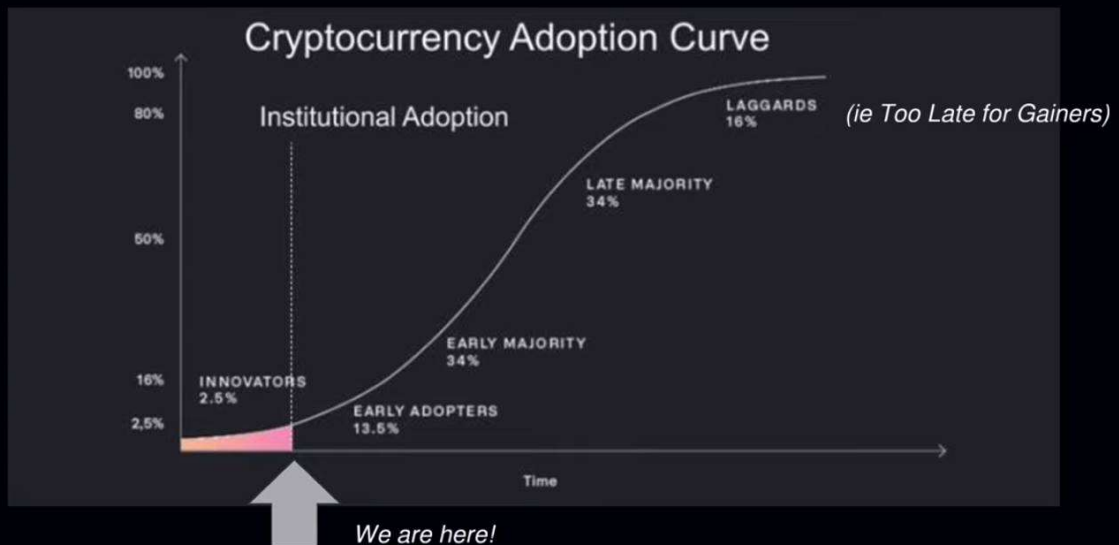 Cryptocurrency Adoption Curve
100%
80%
50%
16%
2,5%
Institutional Adoption
LAGGARDS
16%
(ie Too Late for Gainers)
LATE MAJORITY
34%
EARLY MAJORITY
34%
INNOVATORS
2.5%
EARLY ADOPTERS
13.5%
Time
We are here!